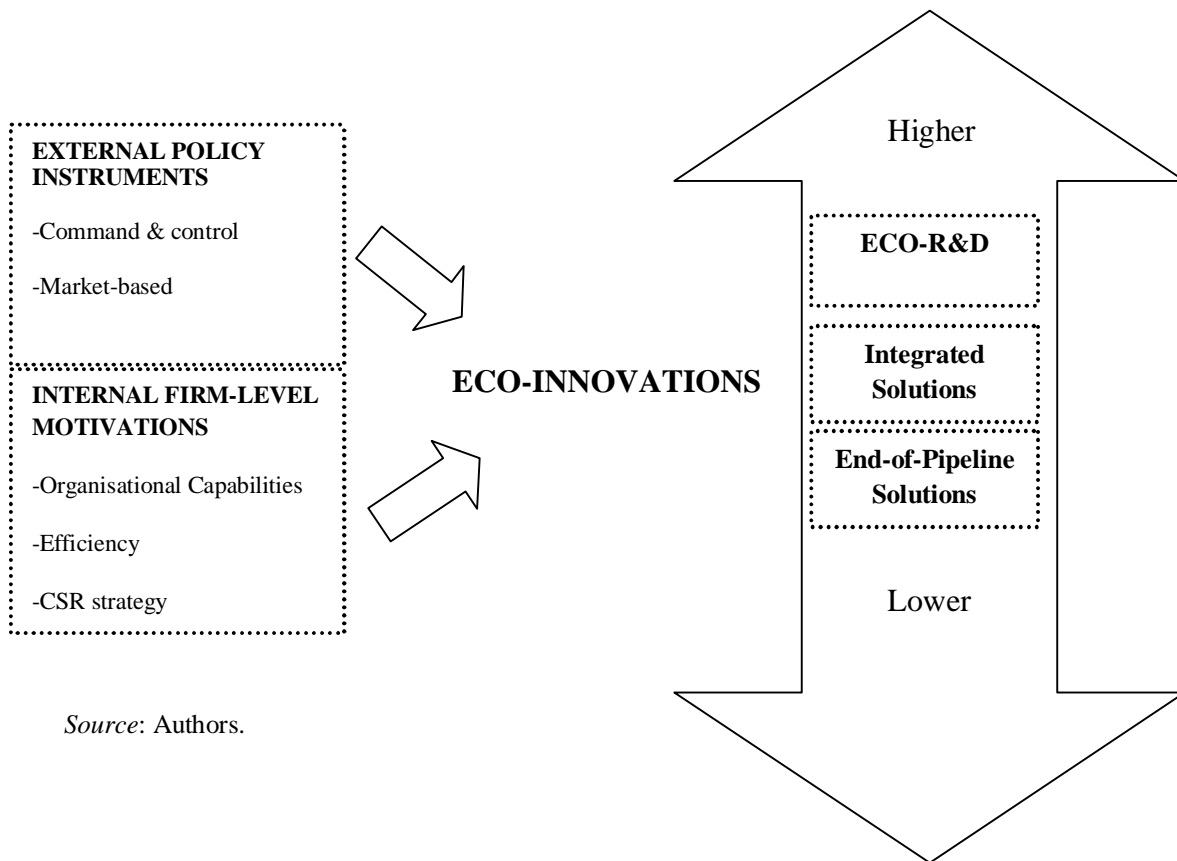 EXTERNAL POLICY
INSTRUMENTS
-Command & control
-Market-based
INTERNAL FIRM-LEVEL
MOTIVATIONS
-Organisational Capabilities
-Efficiency
-CSR strategy
ECO-INNOVATIONS
Higher
ECO-R&D
Integrated
Solutions
End-of-Pipeline
Solutions
Lower
Source: Authors.